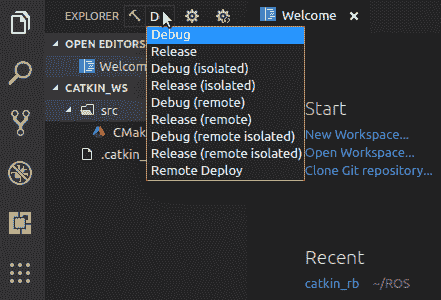 EXPLORER D Welcome
OPEN EDITORS
Welcome
CATKIN_WS
src
CMak
.catkin_
Debug
Release
Debug (isolated)
Release (isolated)
Debug (remote)
Release (remote)
Debug (remote isolated)
Release (remote isolated)
Remote Deploy
Start
New Workspace...
Open Workspace...
Clone Git repository...
Recent
catkin_rb ~/ROS